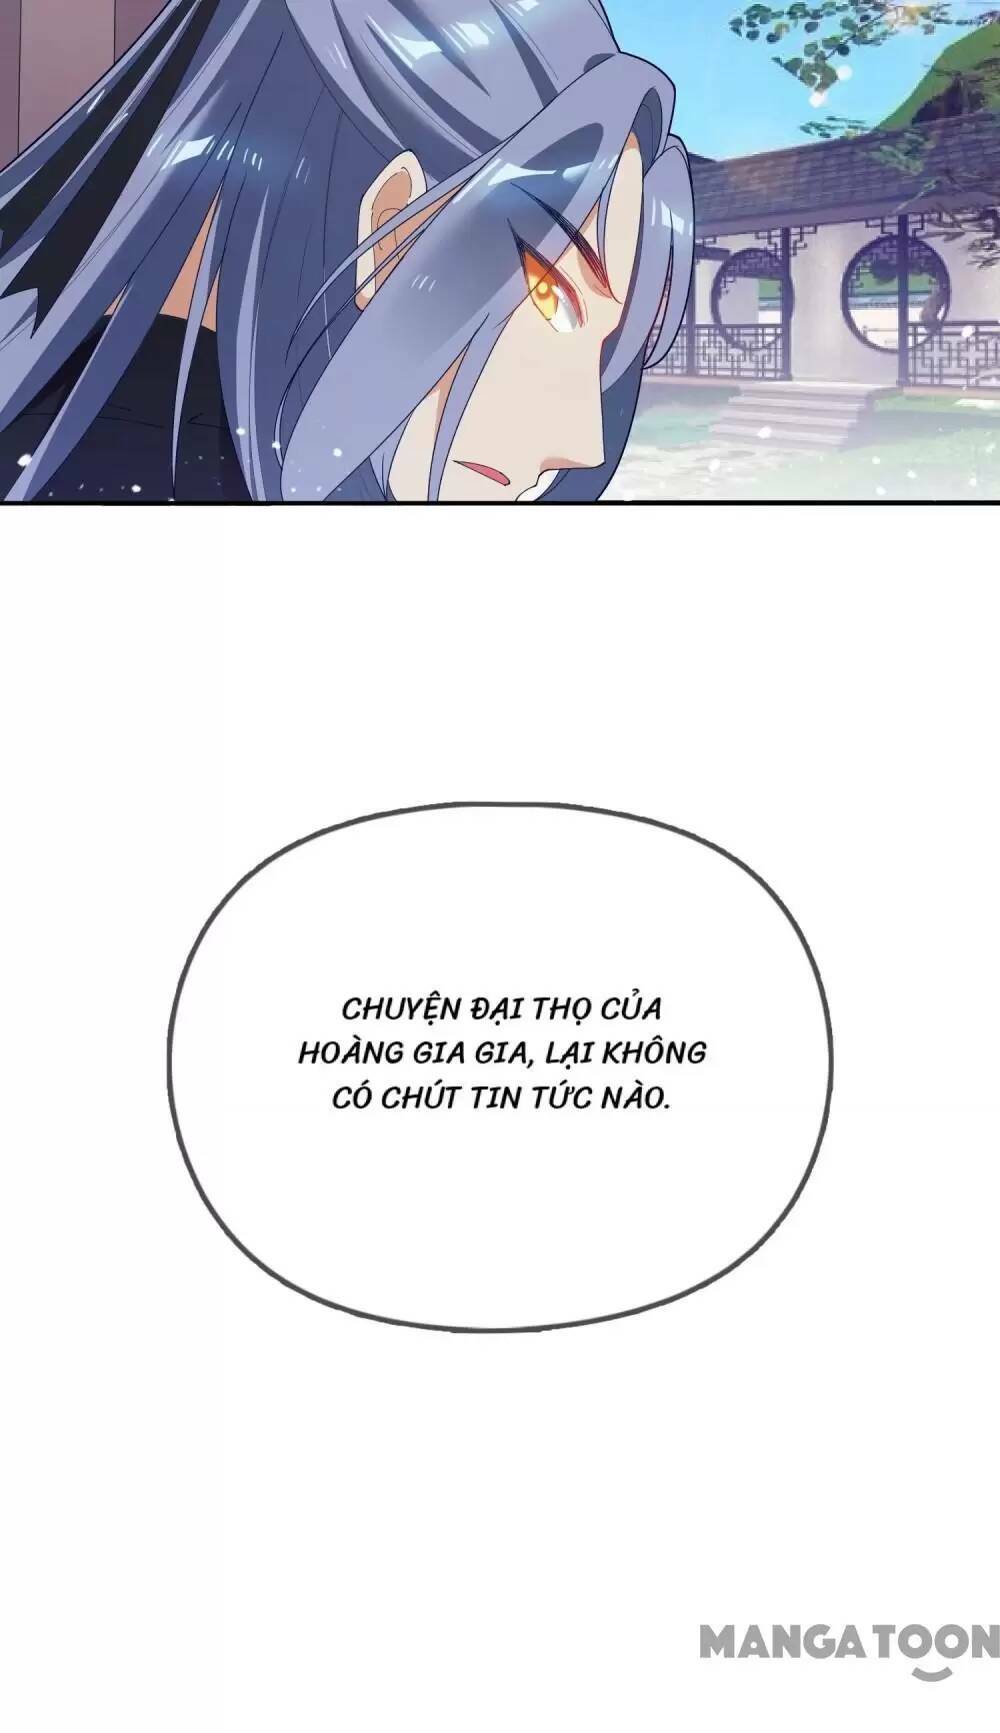 CHUYỆN ĐẠI THỌ CỦA
HOÀNG GIA GIA, LẠI KHÔNG
CÓ CHÚT TIN TỨC NÀO.
MANGATOON